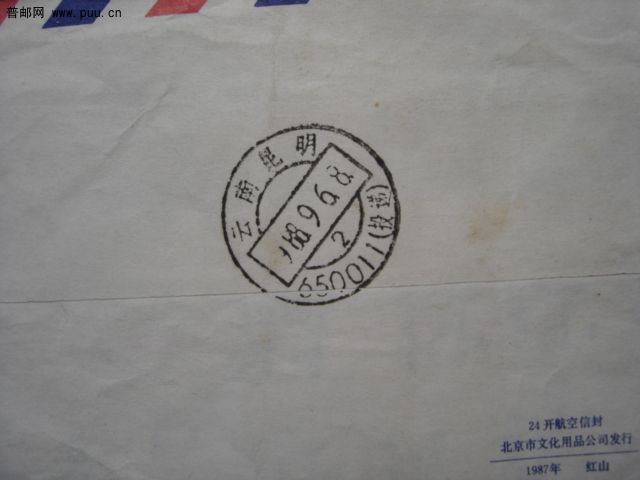 普邮网 www.puu.cn
云南昆明
9 6.8
2
650011(投递)
24开航空信封
北京市文化用品公司发行
1987年 红山